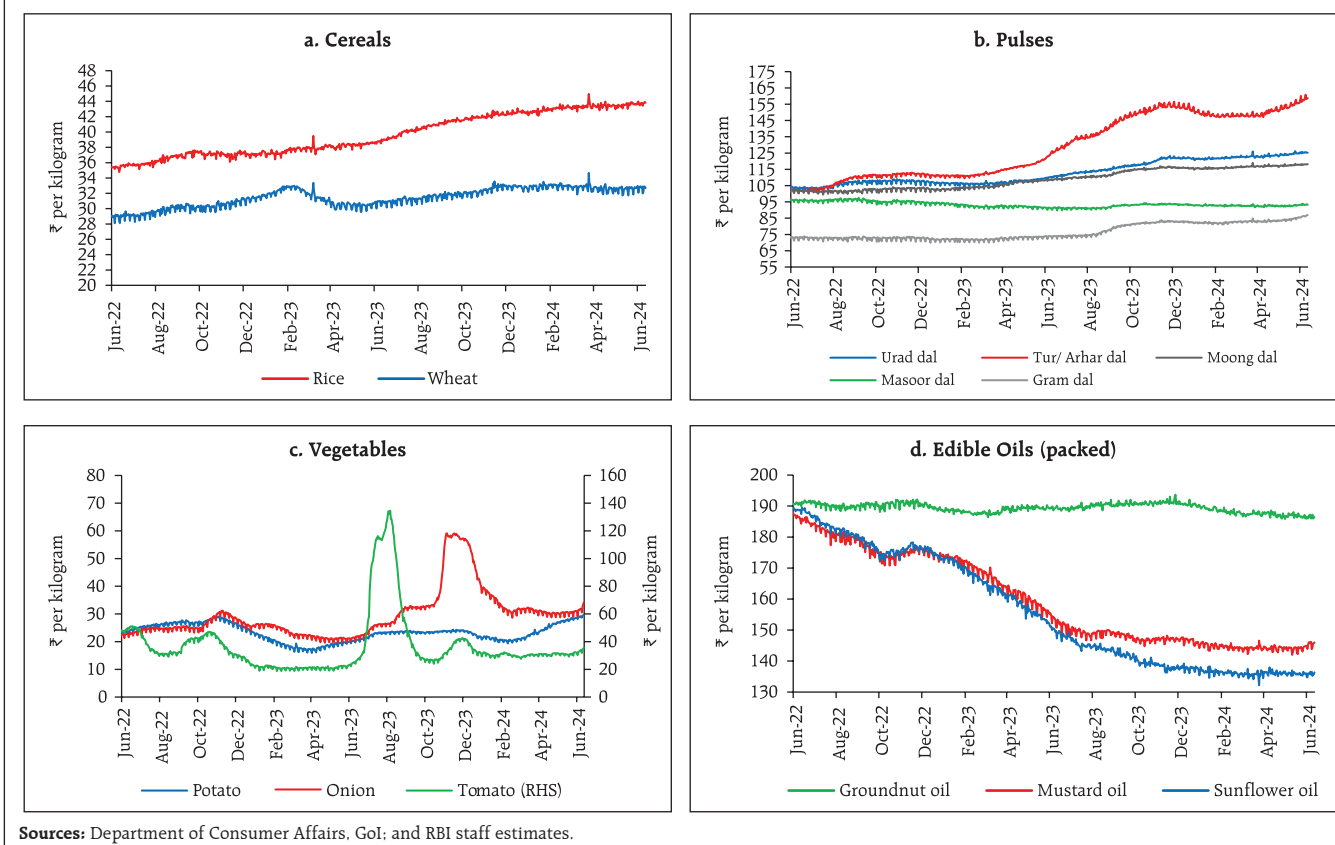 a. Cereals
₹ per kilogram
48
46
44
42
40
38
36
34
32
30
28
26
24
22
20
Jun-22
Aug-22
Oct-22
Dec-22
Feb-23
Apr-23
Jun-23
Aug-23
Oct-23
Dec-23
Feb-24
Apr-24
Jun-24
Rice Wheat
b. Pulses
₹ per kilogram
175
165
155
145
135
125
115
105
95
85
75
65
55
Jun-22
Aug-22
Oct-22
Dec-22
Feb-23
Apr-23
Jun-23
Aug-23
Oct-23
Dec-23
Feb-24
Apr-24
Jun-24
Urad dal Tur/ Arhar dal Moong dal
Masoor dal Gram dal
c. Vegetables
₹ per kilogram
80
70
60
50
40
30
20
10
0
160
140
120
100
80
60
40
20
0
₹ per kilogram
Jun-22
Aug-22
Oct-22
Dec-22
Feb-23
Apr-23
Jun-23
Aug-23
Oct-23
Dec-23
Feb-24
Apr-24
Jun-24
Potato Onion Tomato (RHS)
d. Edible Oils (packed)
₹ per kilogram
200
190
180
170
160
150
140
130
Jun-22
Aug-22
Oct-22
Dec-22
Feb-23
Apr-23
Jun-23
Aug-23
Oct-23
Dec-23
Feb-24
Apr-24
Jun-24
Groundnut oil Mustard oil Sunflower oil
Sources: Department of Consumer Affairs, GoI; and RBI staff estimates.